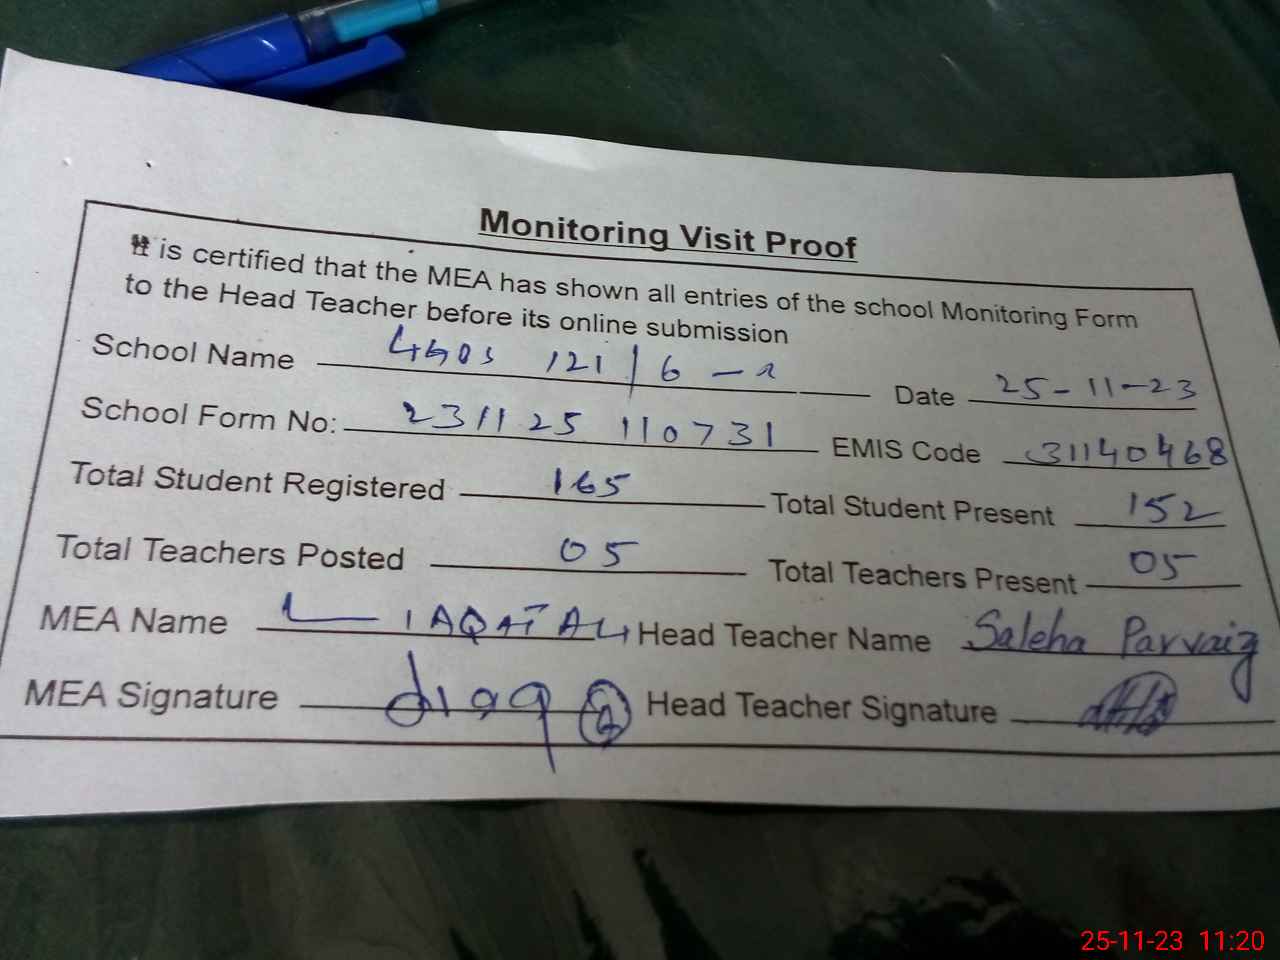 Monitoring Visit Proof
It is certified that the MEA has shown all entries of the school Monitoring Form
to the Head Teacher before its online submission
School Name 121/6 - Date 25-11-23
School Form No: 231125 110731 EMIS Code 31140468
Total Student Registered 165 Total Student Present 152
Total Teachers Posted 05 Total Teachers Present 05
MEA Name LIAQAT ALI Head Teacher Name Saleha Parvaiz
MEA Signature Head Teacher Signature
25-11-23 11:20